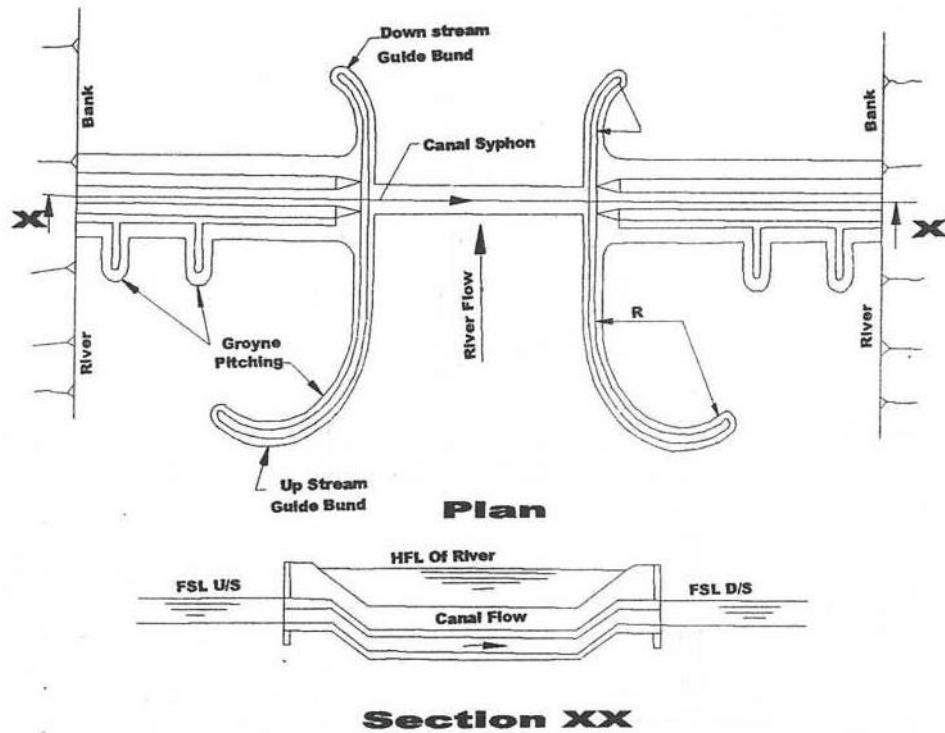 Down stream
Guide Bund
Bank
Bank
Canal Syphon
X
X
River Flow
R
River
River
Groyne
Pitching
Up Stream
Guide Bund
Plan
HFL Of River
FSL U/S
FSL D/S
Canal Flow
Section XX